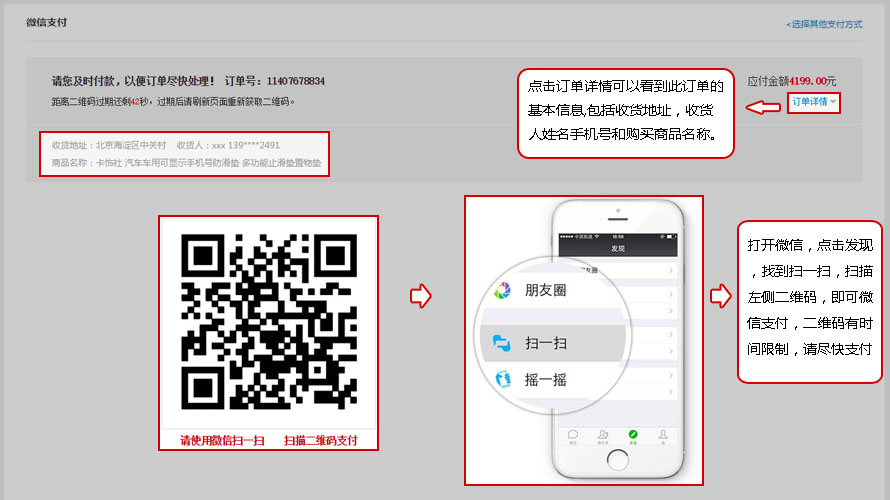 微信支付
<选择其他支付方式
请您及时付款，以便订单尽快处理！ 订单号：11407678834
应付金额4199.00元
距离二维码过期还剩42秒，过期后请刷新页面重新获取二维码。
订单详情
点击订单详情可以看到此订单的
基本信息,包括收货地址，收货
人姓名手机号和购买商品名称。
收货地址：北京海淀区中关村 收货人：xxx 139****2491
商品名称：卡饰社 汽车车用可显示手机号防滑垫 多功能止滑垫置物垫
请使用微信扫一扫 扫描二维码支付
中国联通
16:58
发现
友圈
朋友圈
扫一扫
摇一摇
打开微信，点击发现
，找到扫一扫，扫描
左侧二维码，即可微
信支付，二维码有时
间限制，请尽快支付